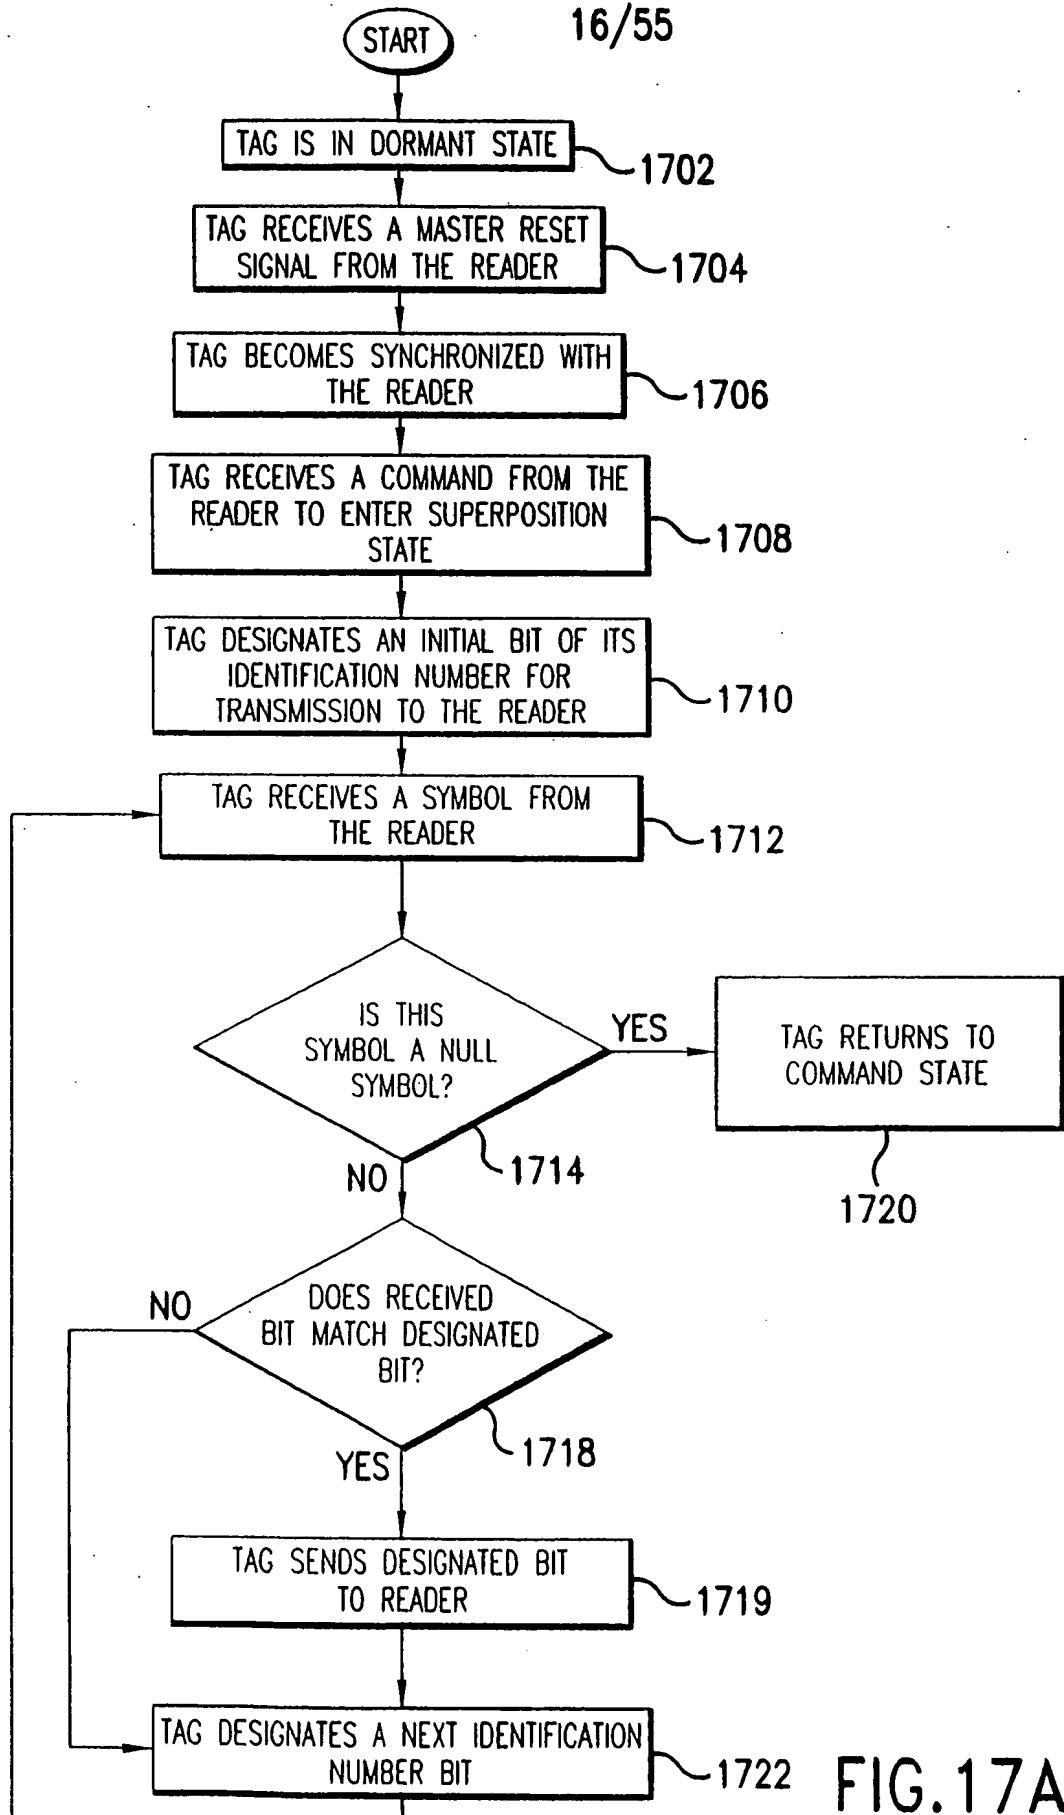 16/55
START
TAG IS IN DORMANT STATE
1702
TAG RECEIVES A MASTER RESET
SIGNAL FROM THE READER
1704
TAG BECOMES SYNCHRONIZED WITH
THE READER
1706
TAG RECEIVES A COMMAND FROM THE
READER TO ENTER SUPERPOSITION
STATE
1708
TAG DESIGNATES AN INITIAL BIT OF ITS
IDENTIFICATION NUMBER FOR
TRANSMISSION TO THE READER
1710
TAG RECEIVES A SYMBOL FROM
THE READER
1712
IS THIS
SYMBOL A NULL
SYMBOL?
1714
YES
TAG RETURNS TO
COMMAND STATE
1720
NO
DOES RECEIVED
BIT MATCH DESIGNATED
BIT?
1718
NO
YES
TAG SENDS DESIGNATED BIT
TO READER
1719
TAG DESIGNATES A NEXT IDENTIFICATION
NUMBER BIT
1722
FIG.17A